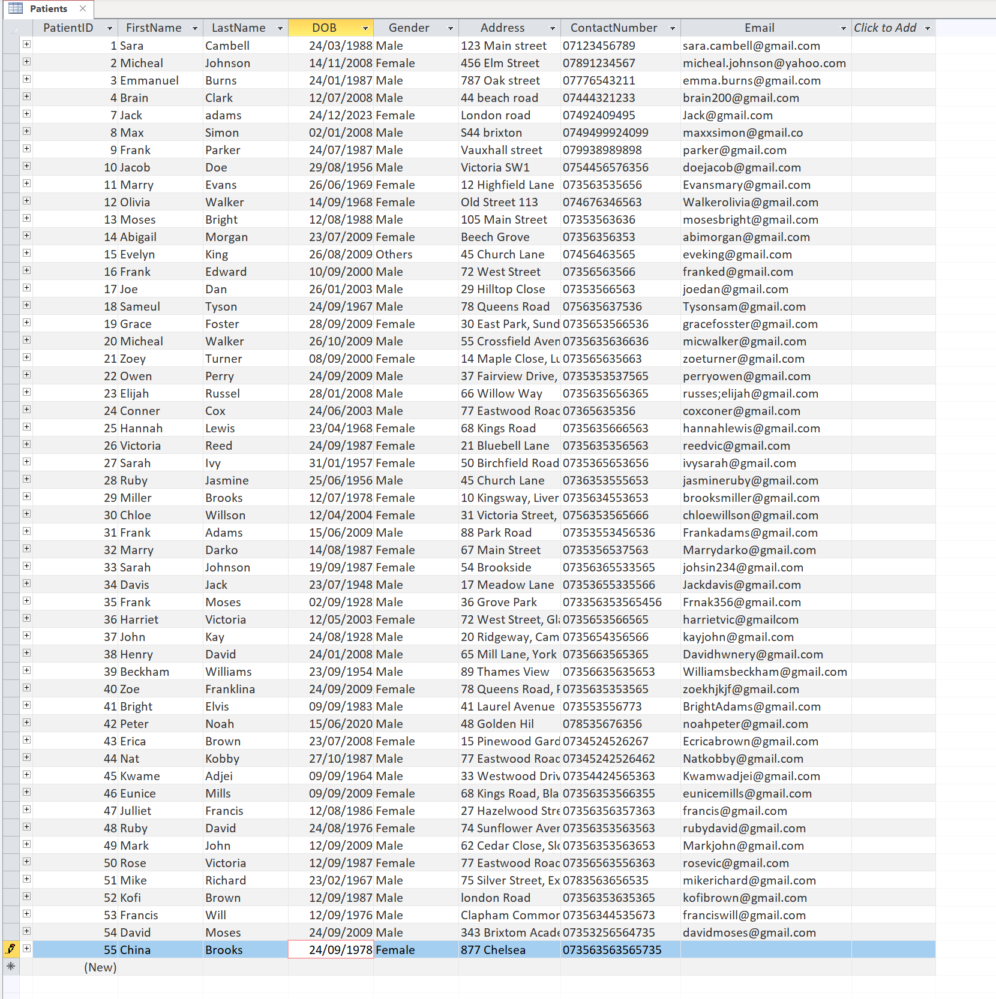 Patients
PatientID FirstName LastName DOB Gender Address ContactNumber Email Click to Add
1 Sara Cambell 24/03/1988 Male 123 Main street 07123456789 sara.cambell@gmail.com
2 Micheal Johnson 14/11/2008 Female 456 Elm Street 07891234567 micheal.johnson@yahoo.com
3 Emmanuel Burns 24/01/1987 Male 787 Oak street 07776543211 emma.burns@gmail.com
4 Brain Clark 12/07/2008 Male 44 beach road 07444321233 brain200@gmail.com
7 Jack adams 24/12/2023 Female London road 07492409495 Jack@gmail.com
8 Max Simon 02/01/2008 Male S44 brixton 0749499924099 maxxsimon@gmail.co
9 Frank Parker 24/07/1987 Male Vauxhall street 079938989898 parker@gmail.com
10 Jacob Doe 29/08/1956 Male Victoria SW1 0754456576356 doejacob@gmail.com
11 Marry Evans 26/06/1969 Female 12 Highfield Lane 073563535656 Evansmary@gmail.com
12 Olivia Walker 14/09/1968 Female Old Street 113 074676346563 Walkerolivia@gmail.com
13 Moses Bright 12/08/1988 Male 105 Main Street 07353563636 mosesbright@gmail.com
14 Abigail Morgan 23/07/2009 Female Beech Grove 07356356353 abimorgan@gmail.com
15 Evelyn King 26/08/2009 Others 45 Church Lane 07456463565 eveking@gmail.com
16 Frank Edward 10/09/2000 Male 72 West Street 07356563566 franked@gmail.com
17 Joe Dan 26/01/2003 Male 29 Hilltop Close 07353566563 joedan@gmail.com
18 Sameul Tyson 24/09/1967 Male 78 Queens Road 075635637536 Tysonsam@gmail.com
19 Grace Foster 28/09/2009 Female 30 East Park, Sund 0735653566536 gracefosster@gmail.com
20 Micheal Walker 26/10/2009 Male 55 Crossfield Aven 0735635636636 micwalker@gmail.com
21 Zoey Turner 08/09/2000 Female 14 Maple Close, Lu 073565635663 zoeturner@gmail.com
22 Owen Perry 24/09/2009 Male 37 Fairview Drive, 0735353537565 perryowen@gmail.com
23 Elijah Russel 28/01/2008 Male 66 Willow Way 0735635656365 russes;elijah@gmail.com
24 Conner Cox 24/06/2003 Male 77 Eastwood Road 07365635356 coxconer@gmail.com
25 Hannah Lewis 23/04/1968 Female 68 Kings Road 0735635666563 hannahlewis@gmail.com
26 Victoria Reed 24/09/1987 Female 21 Bluebell Lane 0735635356563 reedvic@gmail.com
27 Sarah Ivy 31/01/1957 Female 50 Birchfield Road 0735365653656 ivysarah@gmail.com
28 Ruby Jasmine 25/06/1956 Male 45 Church Lane 0736353555653 jasmineruby@gmail.com
29 Miller Brooks 12/07/1978 Female 10 Kingsway, Liver 0735634553653 brooksmiller@gmail.com
30 Chloe Willson 12/04/2004 Female 31 Victoria Street, 0756353565666 chloewillson@gmail.com
31 Frank Adams 15/06/2009 Male 88 Park Road 07353553456536 Frankadams@gmail.com
32 Marry Darko 14/08/1987 Female 67 Main Street 0735356537563 Marrydarko@gmail.com
33 Sarah Johnson 19/09/1987 Female 54 Brookside 07356365533565 johsin234@gmail.com
34 Davis Jack 23/07/1948 Male 17 Meadow Lane 07353655335566 Jackdavis@gmail.com
35 Frank Moses 02/09/1928 Male 36 Grove Park 073356353565456 Frnak356@gmail.com
36 Harriet Victoria 12/05/2003 Female 72 West Street, Gla 0735653566565 harrietvic@gmailcom
37 John Kay 24/08/1928 Male 20 Ridgeway, Cam 0735654356566 kayjohn@gmail.com
38 Henry David 24/01/2008 Male 65 Mill Lane, York 0735663565365 Davidhwnery@gmail.com
39 Beckham Williams 23/09/1954 Male 89 Thames View 07356635635653 Williamsbeckham@gmail.com
40 Zoe Franklina 24/09/2009 Female 78 Queens Road, 0735635353565 zoekhjkjf@gmail.com
41 Bright Elvis 09/09/1983 Male 41 Laurel Avenue 073553556773 BrightAdams@gmail.com
42 Peter Noah 15/06/2020 Male 48 Golden Hil 078535676356 noahpeter@gmail.com
43 Erica Brown 23/07/2008 Female 15 Pinewood Gard 0734524526267 Ecricabrown@gmail.com
44 Nat Kobby 27/10/1987 Male 77 Eastwood Road 07345242526462 Natkobby@gmail.com
45 Kwame Adjei 09/09/1964 Male 33 Westwood Driv 07354424565363 Kwamwadjei@gmail.com
46 Eunice Mills 09/09/2009 Female 68 Kings Road, Bla 07356353566355 eunicemills@gmail.com
47 Julliet Francis 12/08/1986 Female 27 Hazelwood Stre 07356356357363 francis@gmail.com
48 Ruby David 24/08/1976 Female 74 Sunflower Aven 07356353563563 rubydavid@gmail.com
49 Mark John 12/09/2009 Male 62 Cedar Close, Slo 07356353563653 Markjohn@gmail.com
50 Rose Victoria 12/09/1987 Female 77 Eastwood Road 07356563556363 rosevic@gmail.com
51 Mike Richard 23/02/1967 Male 75 Silver Street, Ex 0783563656535 mikerichard@gmail.com
52 Kofi Brown 12/09/1987 Male london Road 07356353635365 kofibrown@gmail.com
53 Francis Will 12/09/1976 Male Clapham Common 07356344535673 franciswill@gmail.com
54 David Moses 24/09/2009 Male 343 Brixtom Acade 07353256564735 davidmoses@gmail.com
55 China Brooks 24/09/1978 Female 877 Chelsea 073563563565735
(New)